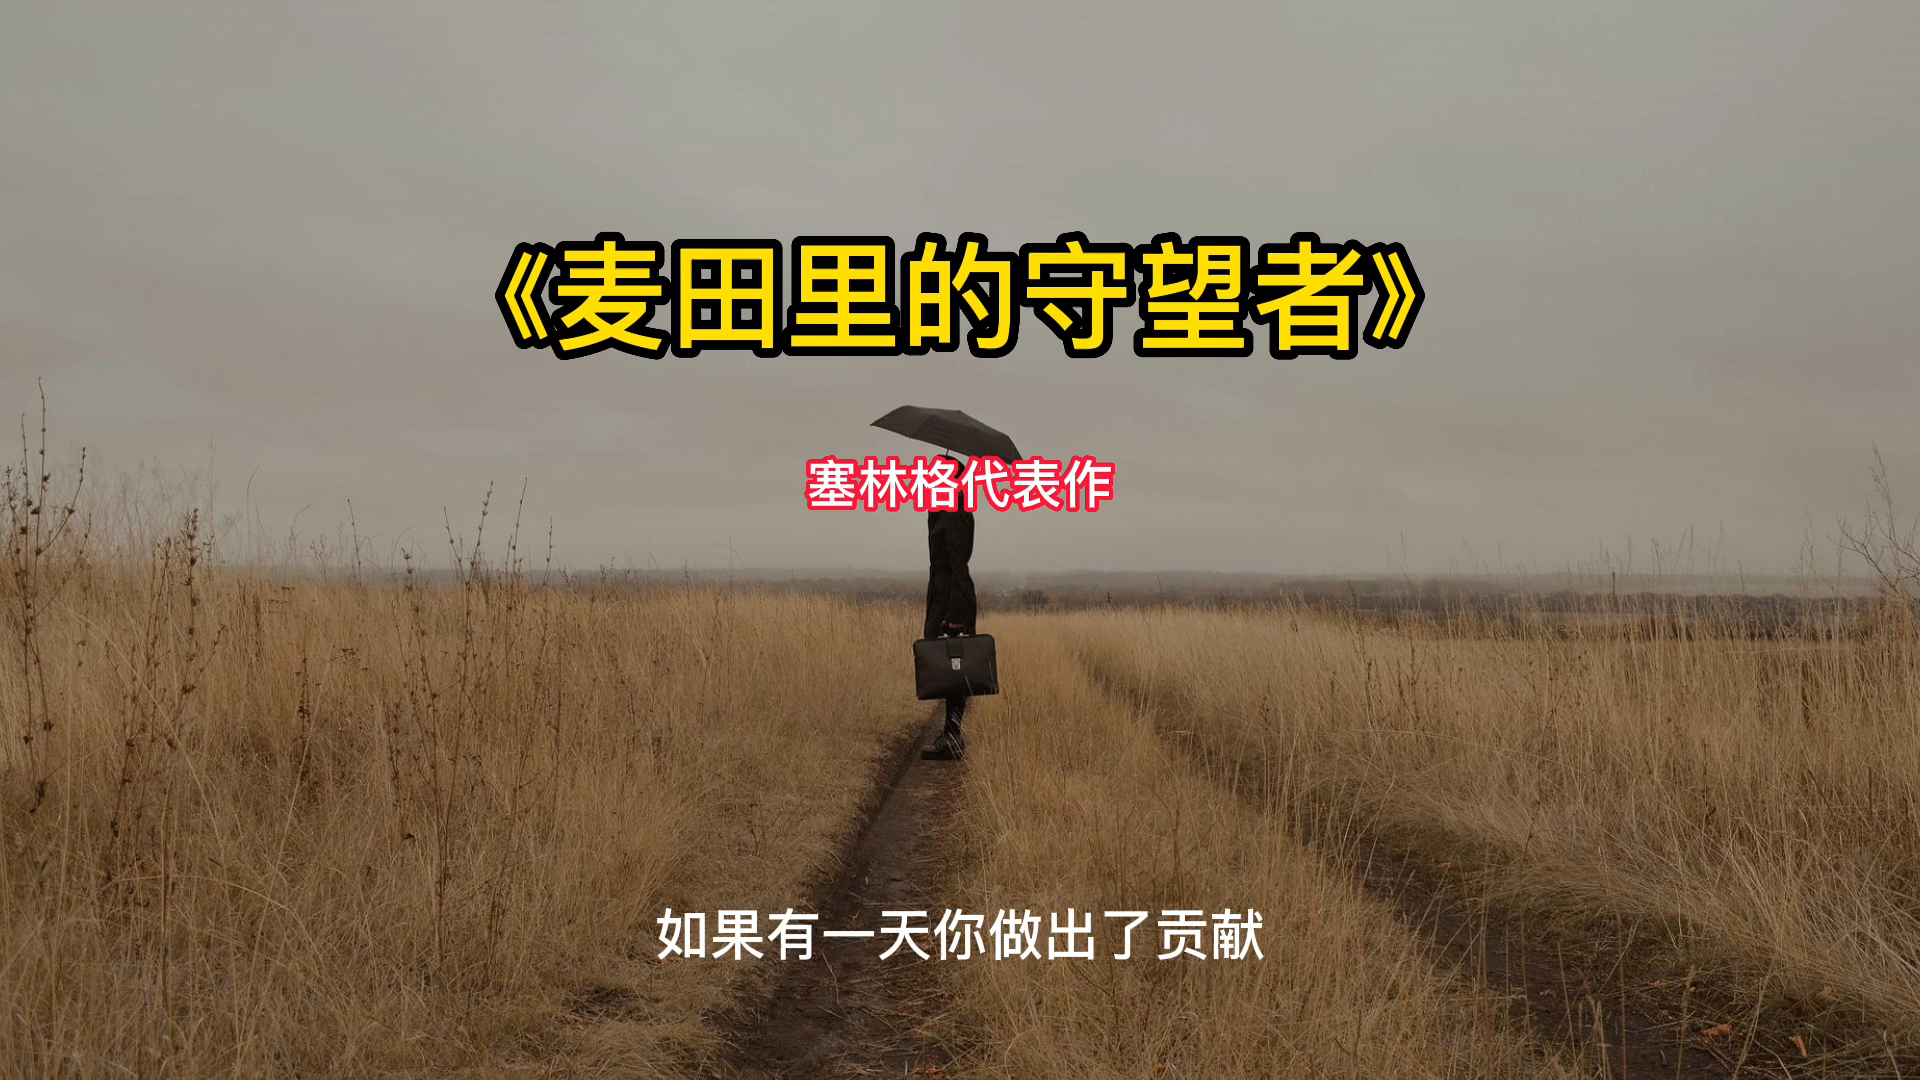 《麦田里的守望者》
塞林格代表作
如果有一天你做出了贡献